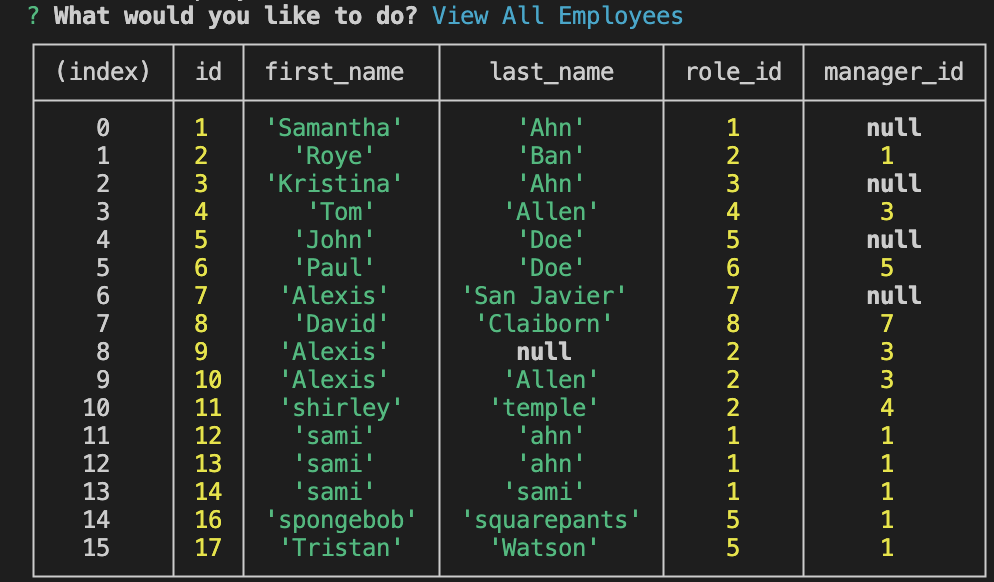 ? What would you like to do? View All Employees
(index) id first_name last_name role_id manager_id
0 1 'Samantha' 'Ahn' 1 null
1 2 'Roye' 'Ban' 2 1
2 3 'Kristina' 'Ahn' 3 null
3 4 'Tom' 'Allen' 4 3
4 5 'John' 'Doe' 5 null
5 6 'Paul' 'Doe' 6 5
6 7 'Alexis' 'San Javier' 7 null
7 8 'David' 'Claiborn' 8 7
8 9 'Alexis' null 2 3
9 10 'Alexis' 'Allen' 2 3
10 11 'shirley' 'temple' 2 4
11 12 'sami' 'ahn' 1 1
12 13 'sami' 'ahn' 1 1
13 14 'sami' 'sami' 1 1
14 16 'spongebob' 'squarepants' 5 1
15 17 'Tristan' 'Watson' 5 1